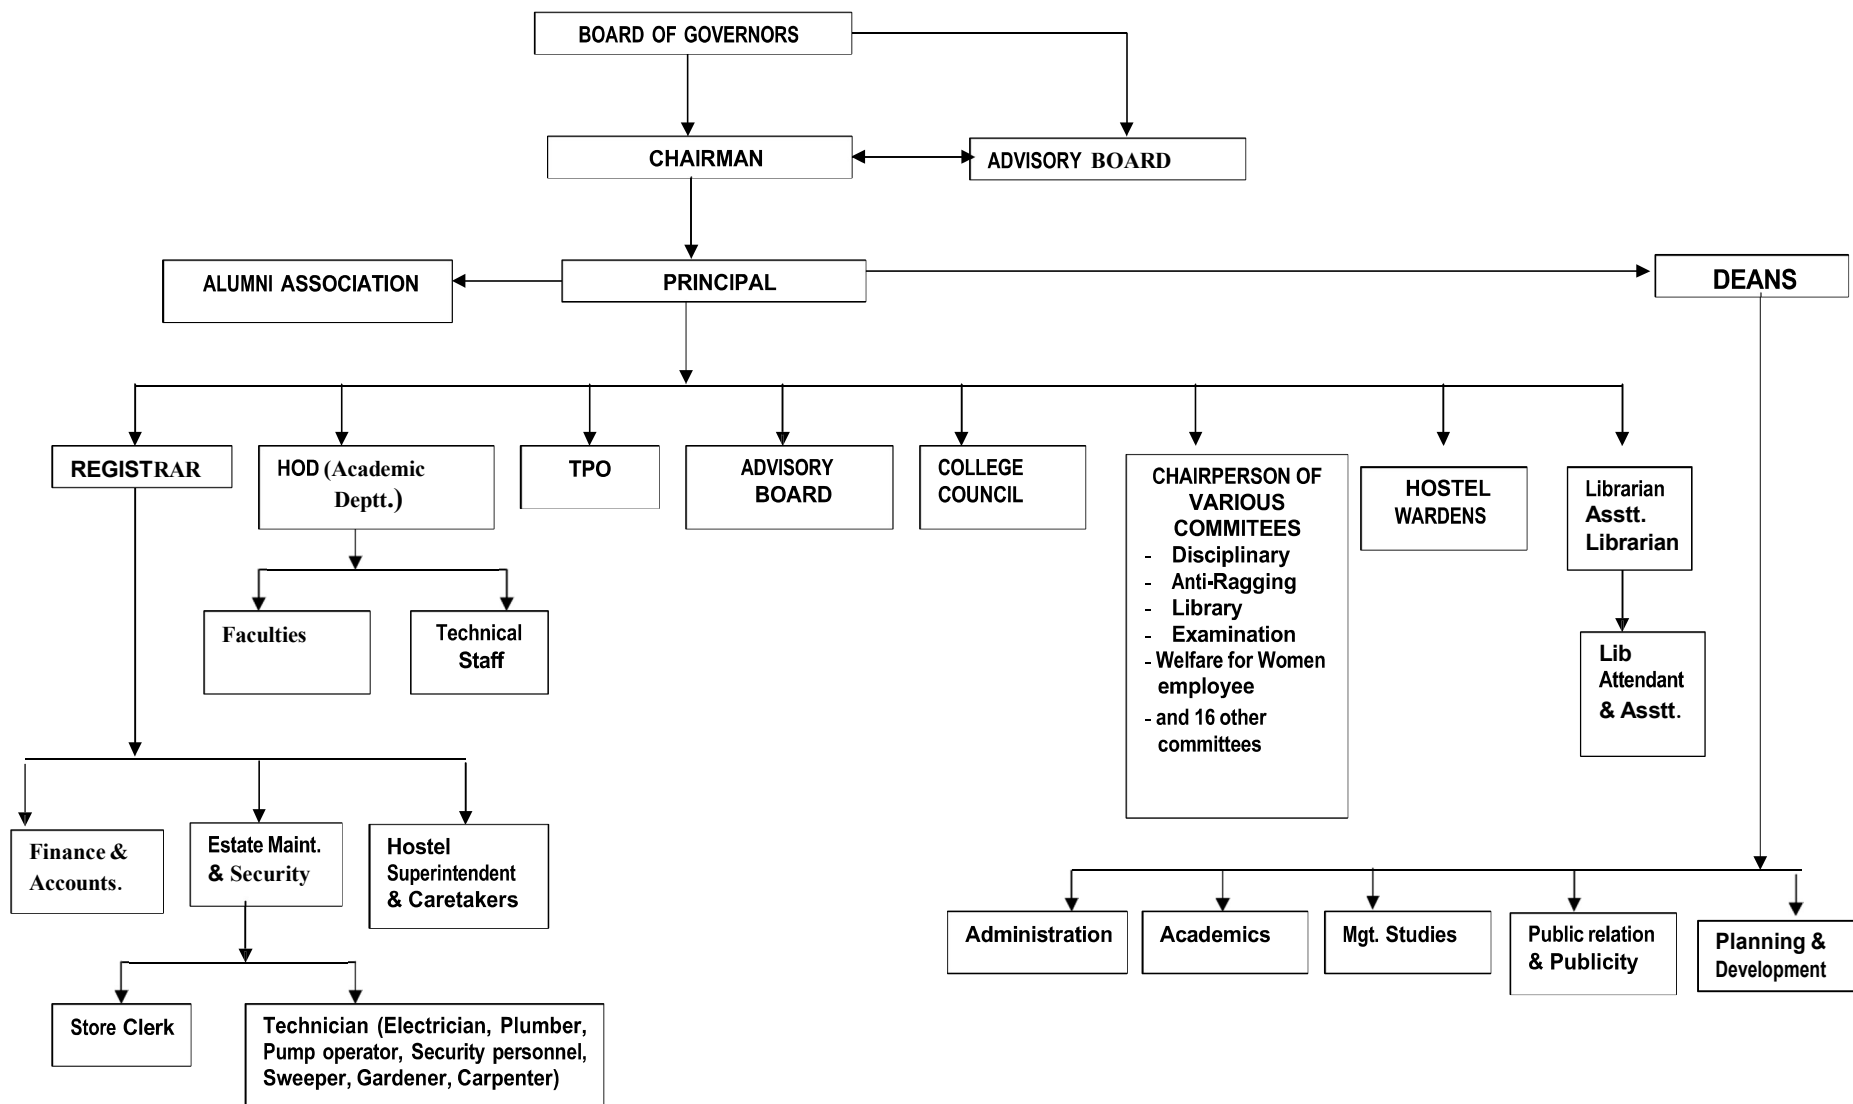 BOARD OF GOVERNORS
CHAIRMAN
ADVISORY BOARD
ALUMNI ASSOCIATION
PRINCIPAL
DEANS
REGISTRAR
HOD (Academic
Deptt.)
TPO
ADVISORY
BOARD
COLLEGE
COUNCIL
CHAIRPERSON OF
VARIOUS
COMMITEES
- Disciplinary
- Anti-Ragging
- Library
- Examination
- Welfare for Women
employee
- and 16 other
committees
HOSTEL
WARDENS
Librarian
Asstt.
Librarian
Faculties
Technical
Staff
Lib
Attendant
& Asstt.
Finance &
Accounts.
Estate Maint.
& Security
Hostel
Superintendent
& Caretakers
Administration
Academics
Mgt. Studies
Public relation
& Publicity
Planning &
Development
Store Clerk
Technician (Electrician, Plumber,
Pump operator, Security personnel,
Sweeper, Gardener, Carpenter)